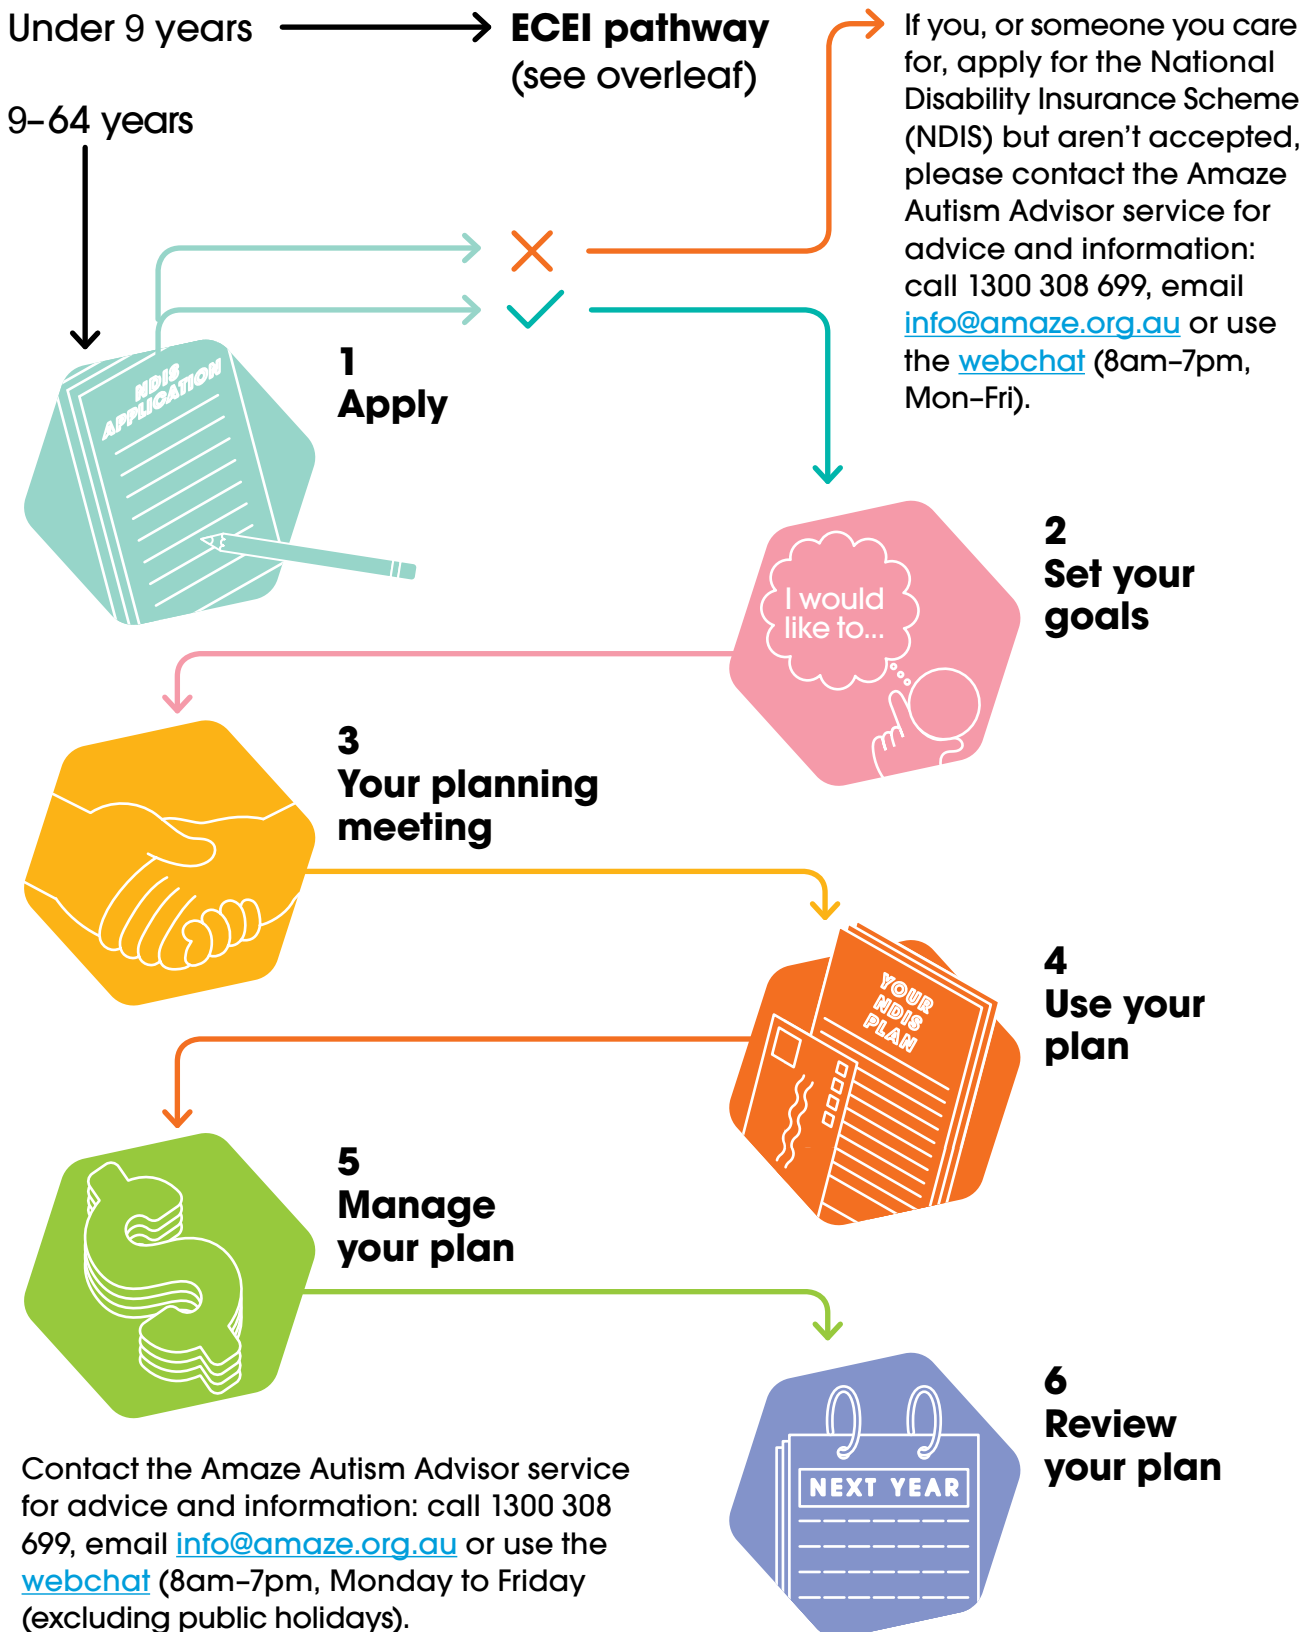 Under 9 years
ECEI pathway
(see overleaf)
9–64 years
If you, or someone you care
for, apply for the National
Disability Insurance Scheme
(NDIS) but aren't accepted,
please contact the Amaze
Autism Advisor service for
advice and information:
call 1300 308 699, email
info@amaze.org.au or use
the webchat (8am–7pm,
Mon–Fri).
NDIS
APPLICATION
1
Apply
I would
like to...
2
Set your
goals
3
Your planning
meeting
YOUR
NDIS
PLAN
4
Use your
plan
5
Manage
your plan
NEXT YEAR
6
Review
your plan
Contact the Amaze Autism Advisor service
for advice and information: call 1300 308
699, email info@amaze.org.au or use the
webchat (8am–7pm, Monday to Friday
(excluding public holidays).